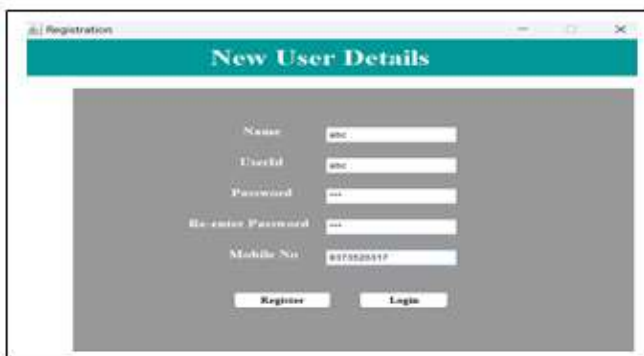 Registration
New User Details
Name abc
UserId abc
Password ***
Re-enter Password ***
Mobile No
Register Login